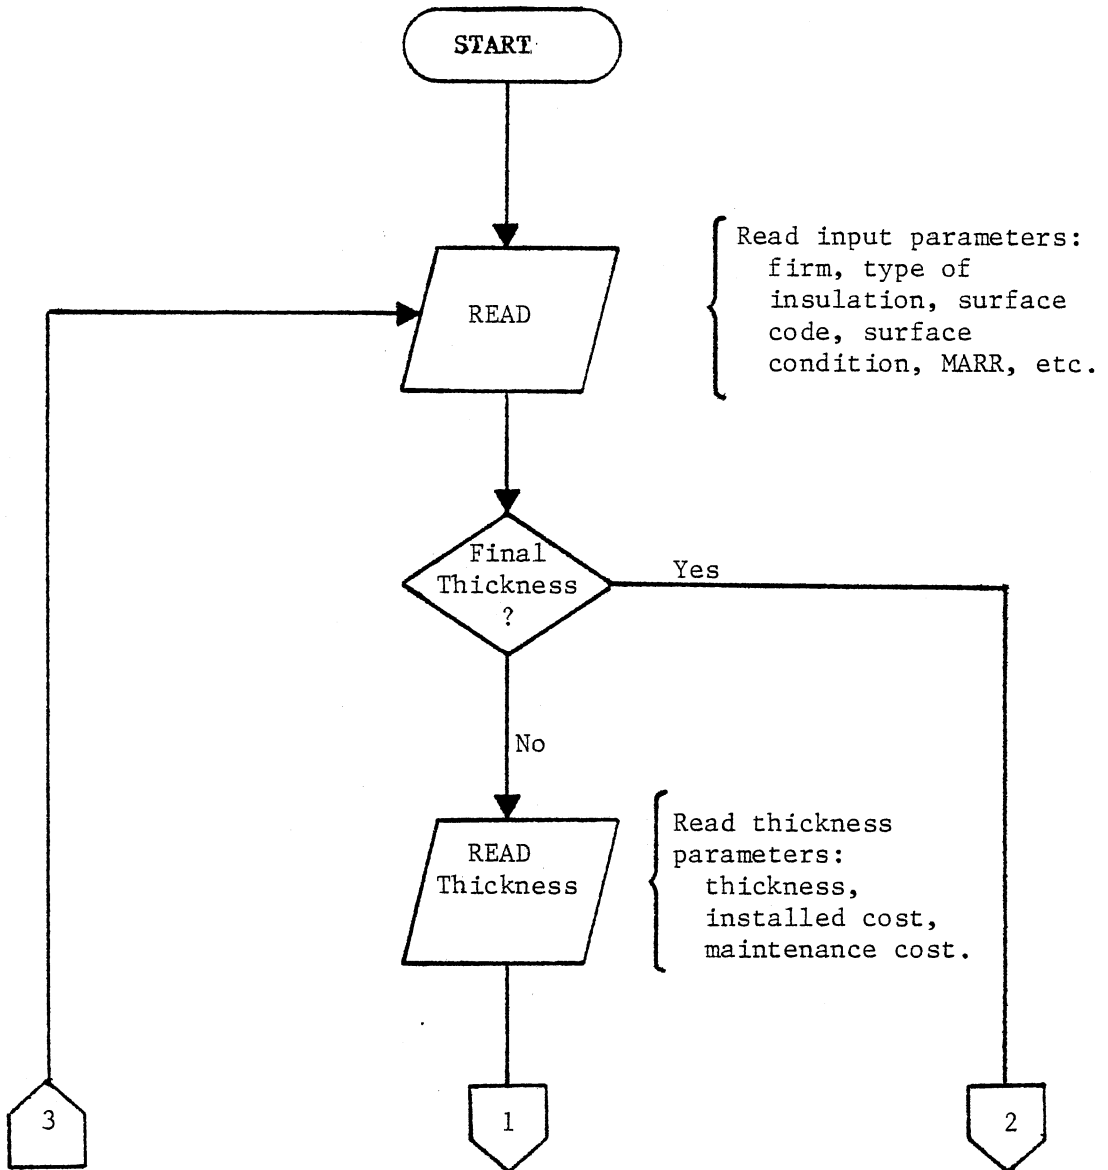 START
READ
Read input parameters:
firm, type of
insulation, surface
code, surface
condition, MARR, etc.
Final
Thickness
?
Yes
No
READ
Thickness
Read thickness
parameters:
thickness,
installed cost,
maintenance cost.
3
1
2